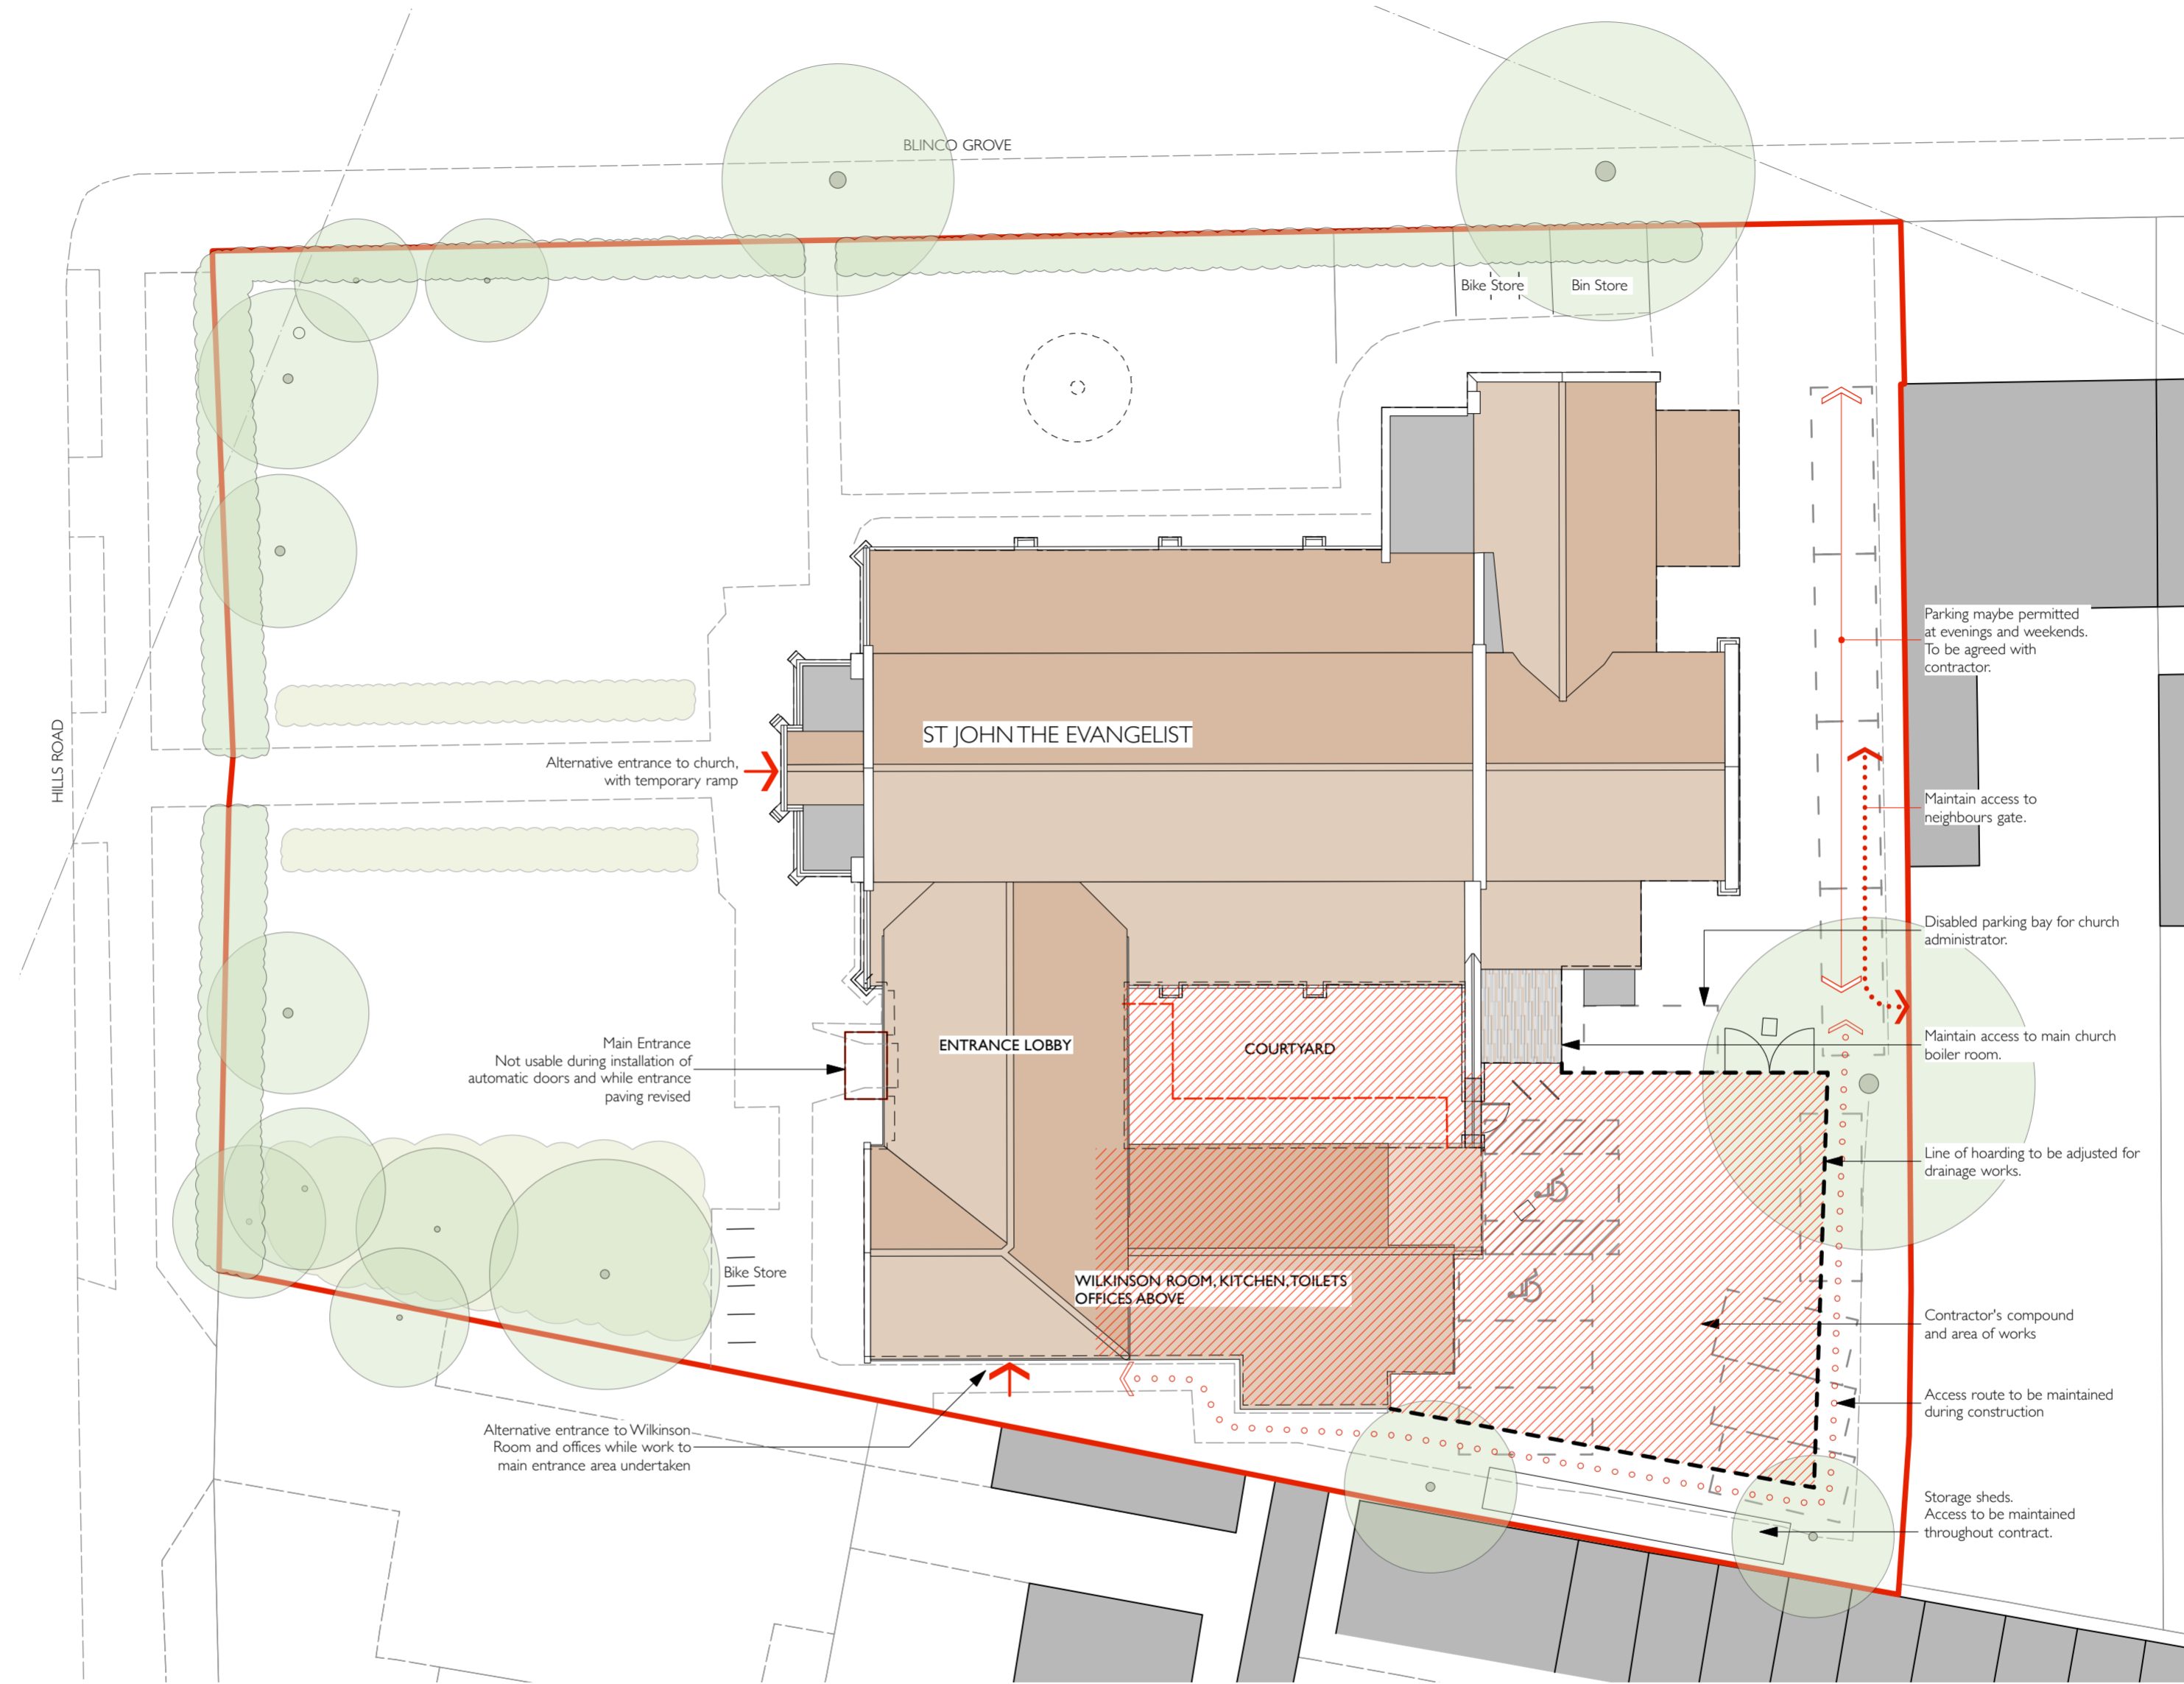 BLINCO GROVE
Bike Store
Bin Store
HILLS ROAD
Parking maybe permitted
at evenings and weekends.
To be agreed with
contractor.
ST JOHN THE EVANGELIST
Alternative entrance to church,
with temporary ramp
Maintain access to
neighbours gate.
Disabled parking bay for church
administrator.
Main Entrance
Not usable during installation of
automatic doors and while entrance
paving revised
ENTRANCE LOBBY
COURTYARD
Maintain access to main church
boiler room.
Line of hoarding to be adjusted for
drainage works.
Bike Store
WILKINSON ROOM, KITCHEN, TOILETS
OFFICES ABOVE
Contractor's compound
and area of works
Access route to be maintained
during construction
Alternative entrance to Wilkinson
Room and offices while work to
main entrance area undertaken
Storage sheds.
Access to be maintained
throughout contract.